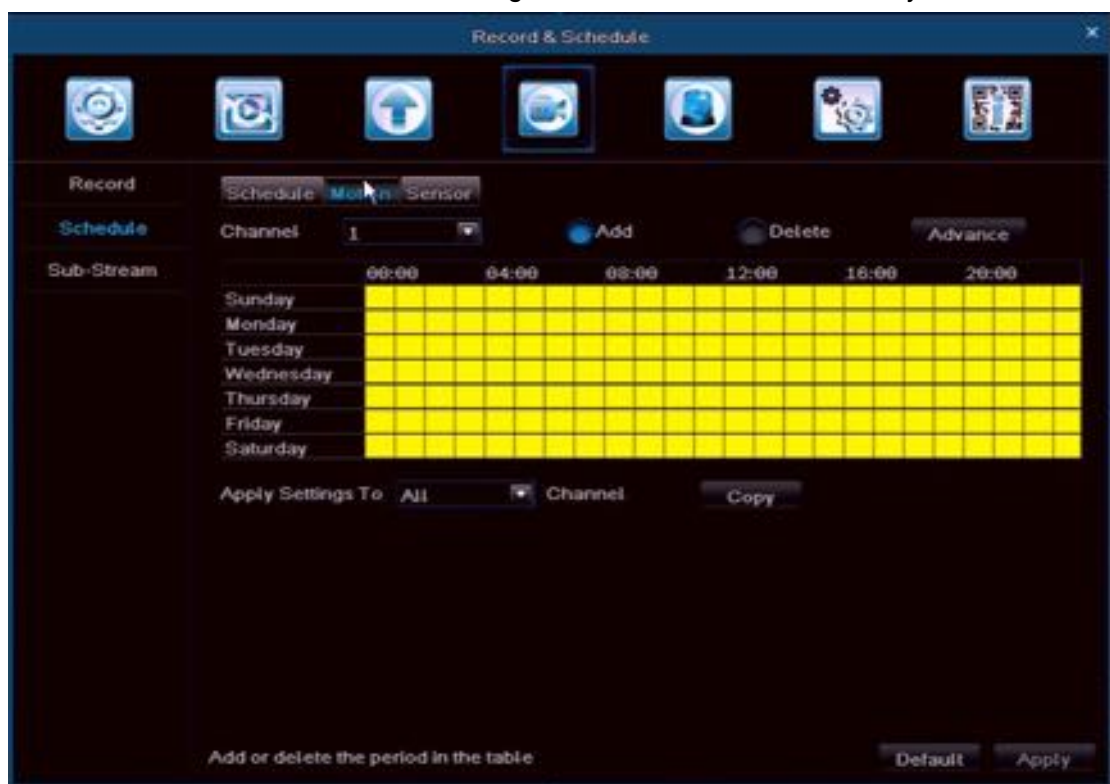 Record & Schedule
×
Record
Schedule
Sub-Stream
Schedule Motion Sensor
Channel 1 Add Delete Advance
00:00 04:00 08:00 12:00 16:00 20:00
Sunday
Monday
Tuesday
Wednesday
Thursday
Friday
Saturday
Apply Settings To All Channel Copy
Add or delete the period in the table
Default Apply